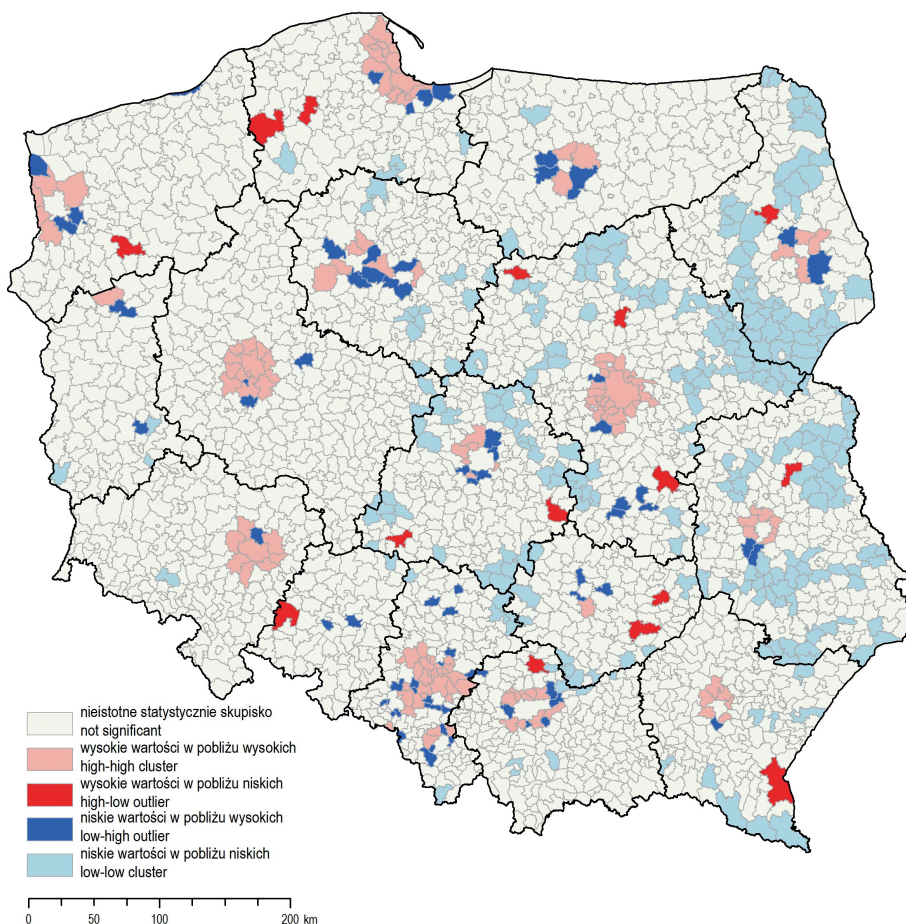 nieistotne statystycznie skupisko
not significant
wysokie wartości w pobliżu wysokich
high-high cluster
wysokie wartości w pobliżu niskich
high-low outlier
niskie wartości w pobliżu wysokich
low-high outlier
niskie wartości w pobliżu niskich
low-low cluster
0 50 100 200 km